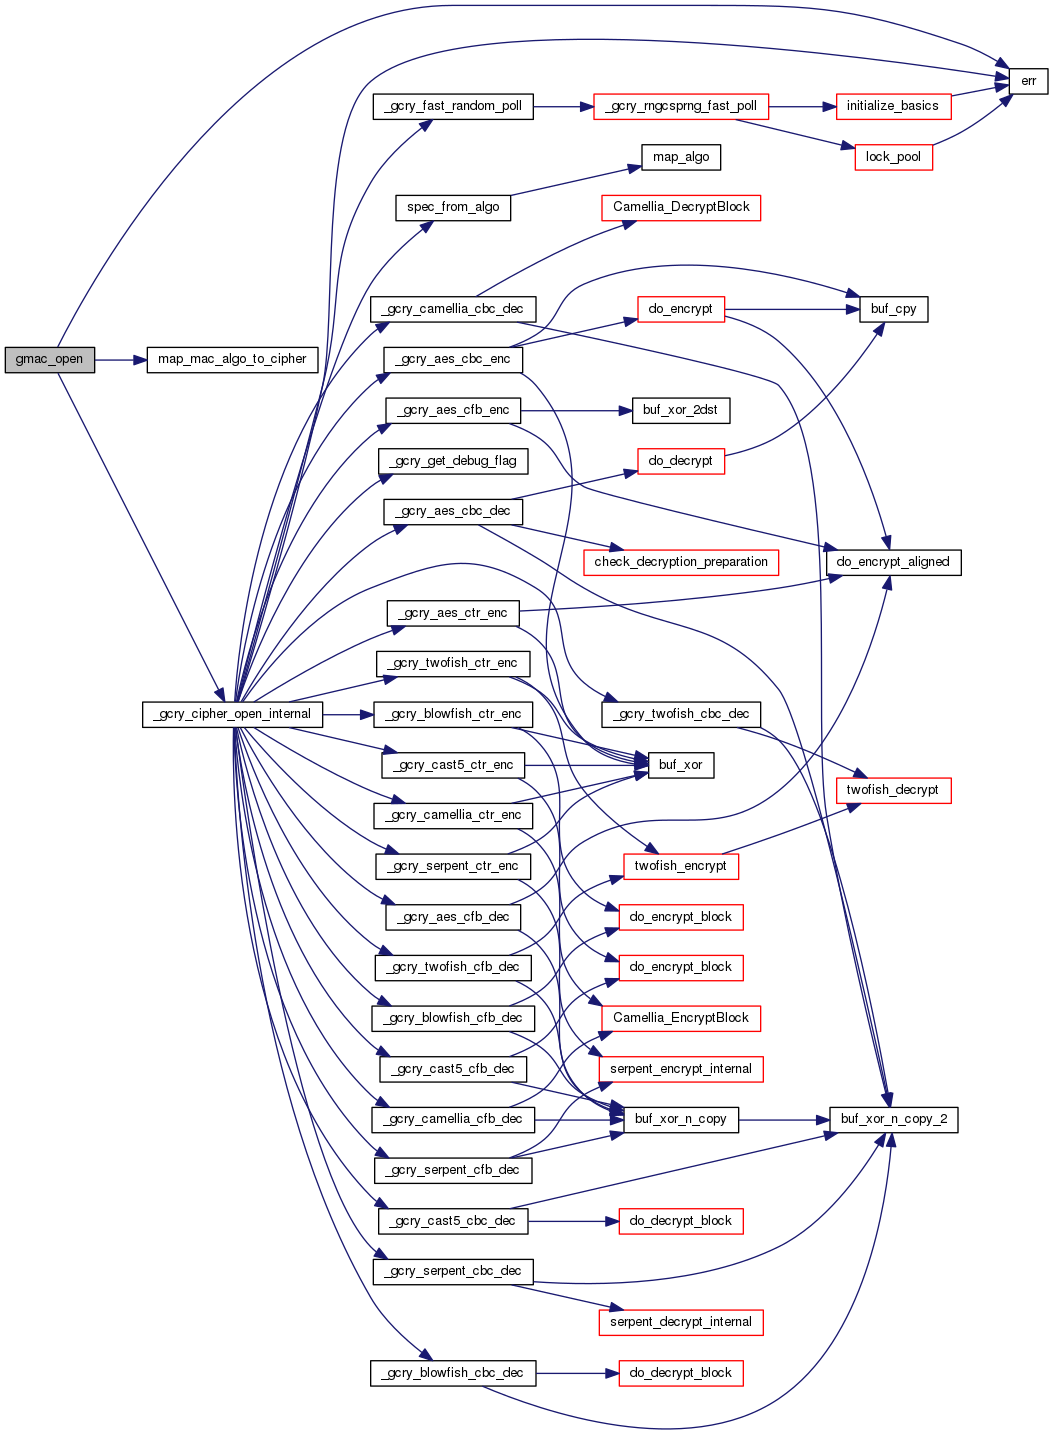 err
_gcry_fast_random_poll
_gcry_rngcsprng_fast_poll
initialize_basics
map_algo
lock_pool
spec_from_algo
Camellia_DecryptBlock
_gcry_camellia_cbc_dec
do_encrypt
buf_cpy
gmac_open
map_mac_algo_to_cipher
_gcry_aes_cbc_enc
_gcry_aes_cfb_enc
buf_xor_2dst
_gcry_get_debug_flag
do_decrypt
_gcry_aes_cbc_dec
check_decryption_preparation
do_encrypt_aligned
_gcry_aes_ctr_enc
_gcry_twofish_ctr_enc
_gcry_cipher_open_internal
_gcry_blowfish_ctr_enc
_gcry_twofish_cbc_dec
_gcry_cast5_ctr_enc
buf_xor
twofish_decrypt
_gcry_camellia_ctr_enc
_gcry_serpent_ctr_enc
twofish_encrypt
_gcry_aes_cfb_dec
do_encrypt_block
_gcry_twofish_cfb_dec
do_encrypt_block
_gcry_blowfish_cfb_dec
Camellia_EncryptBlock
_gcry_cast5_cfb_dec
serpent_encrypt_internal
_gcry_camellia_cfb_dec
buf_xor_n_copy
buf_xor_n_copy_2
_gcry_serpent_cfb_dec
_gcry_cast5_cbc_dec
do_decrypt_block
_gcry_serpent_cbc_dec
serpent_decrypt_internal
_gcry_blowfish_cbc_dec
do_decrypt_block